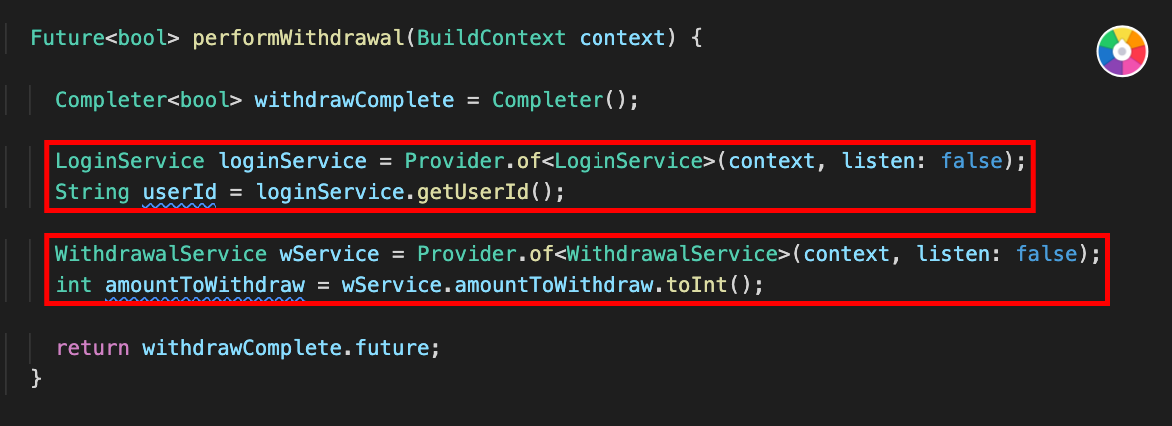 Future<bool> performWithdrawal(BuildContext context) {
Completer<bool> withdrawComplete = Completer();
LoginService loginService = Provider.of<LoginService>(context, listen: false);
String userId = loginService.getUserId();
WithdrawalService wService = Provider.of<WithdrawalService>(context, listen: false);
int amountToWithdraw = wService.amountToWithdraw.toInt();
return withdrawComplete.future;
}